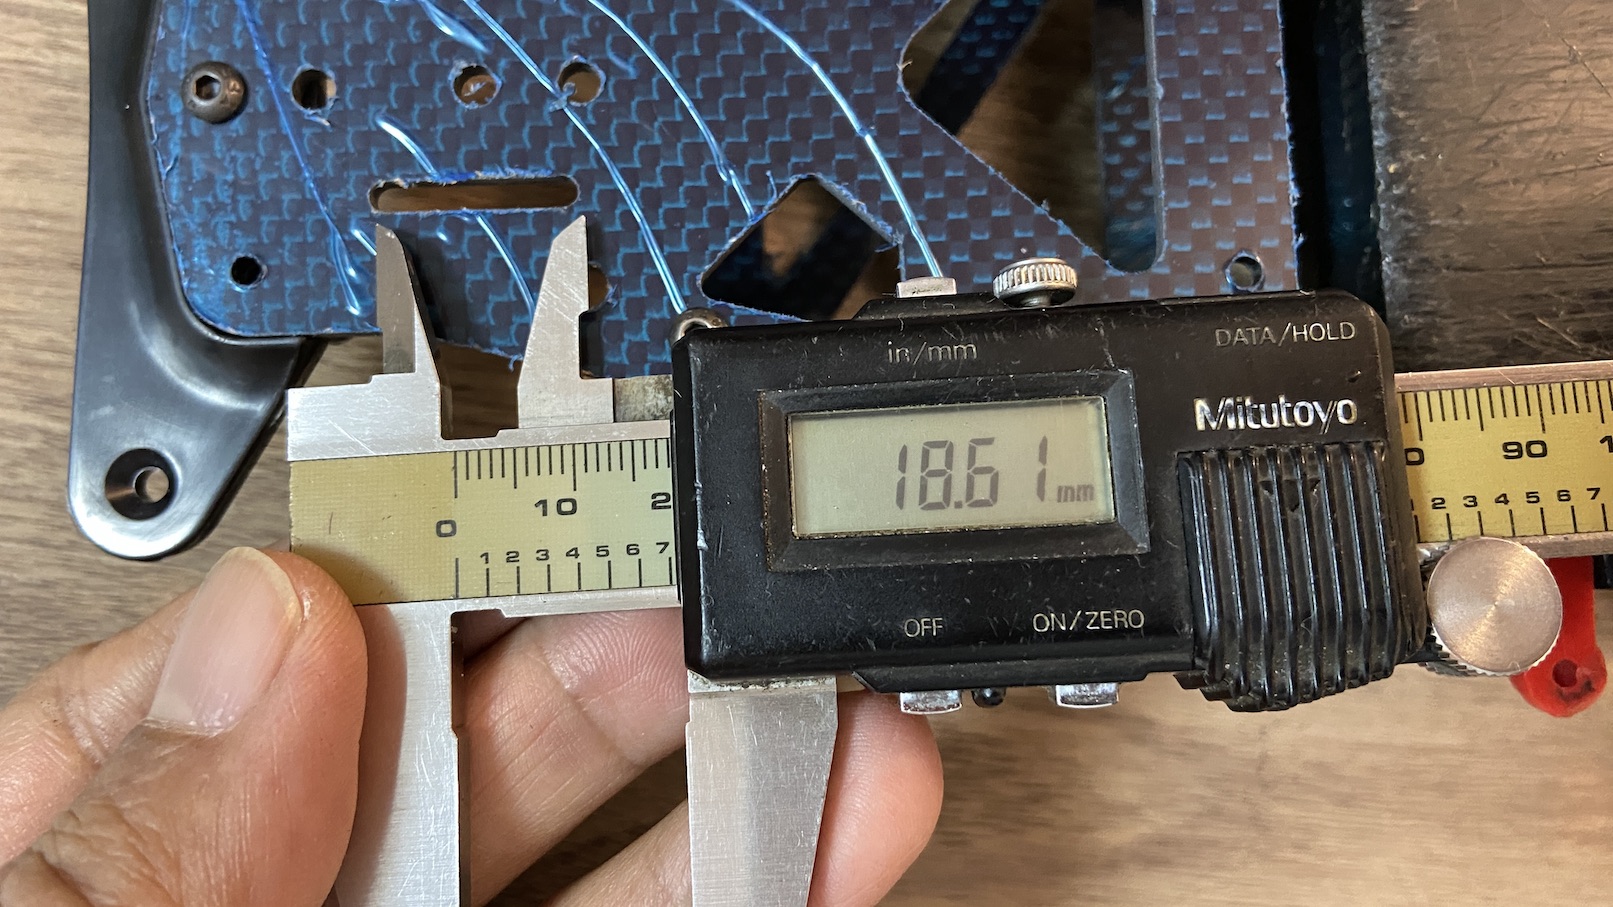 in/mm
DATA/HOLD
Mitutoyo
18.61 mm
OFF
ON/ZERO
0 10 2
1 2 3 4 5 6 7
0 90 1
2 3 4 5 6 7